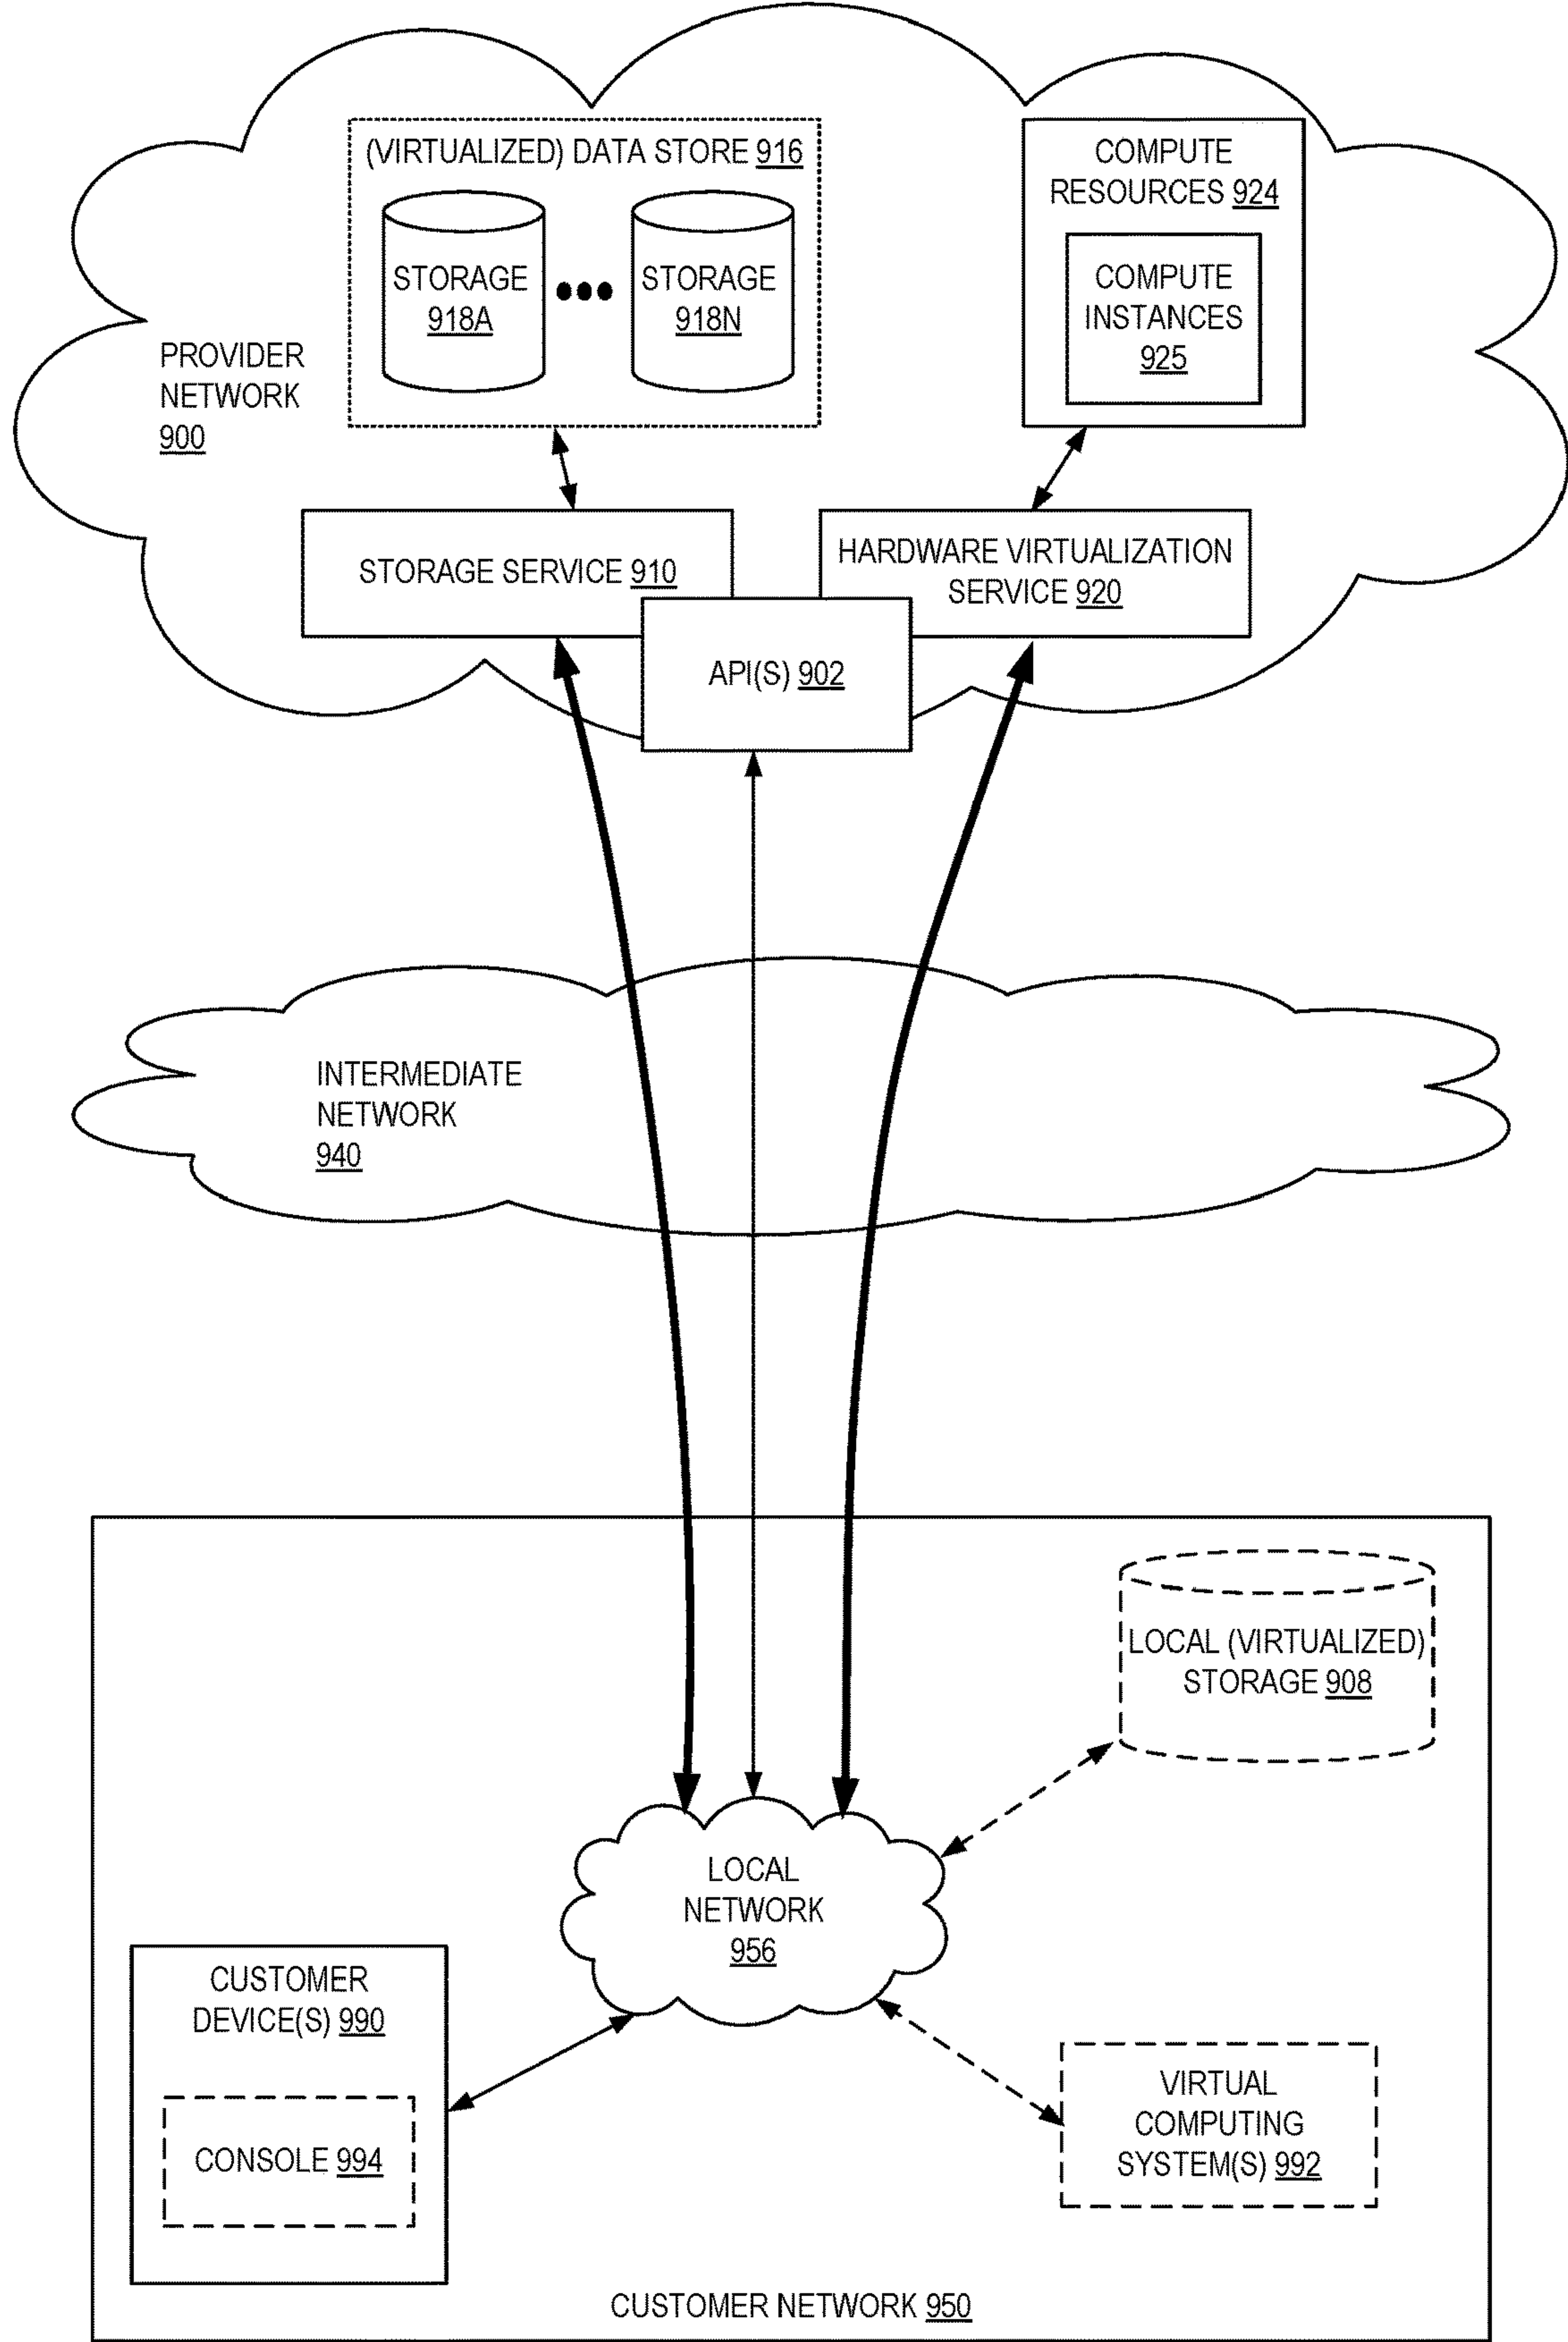 (VIRTUALIZED) DATA STORE 916
STORAGE
918A
STORAGE
918N
COMPUTE
RESOURCES 924
COMPUTE
INSTANCES
925
PROVIDER
NETWORK
900
STORAGE SERVICE 910
HARDWARE VIRTUALIZATION
SERVICE 920
API(S) 902
INTERMEDIATE
NETWORK
940
LOCAL (VIRTUALIZED)
STORAGE 908
LOCAL
NETWORK
956
CUSTOMER
DEVICE(S) 990
CONSOLE 994
VIRTUAL
COMPUTING
SYSTEM(S) 992
CUSTOMER NETWORK 950